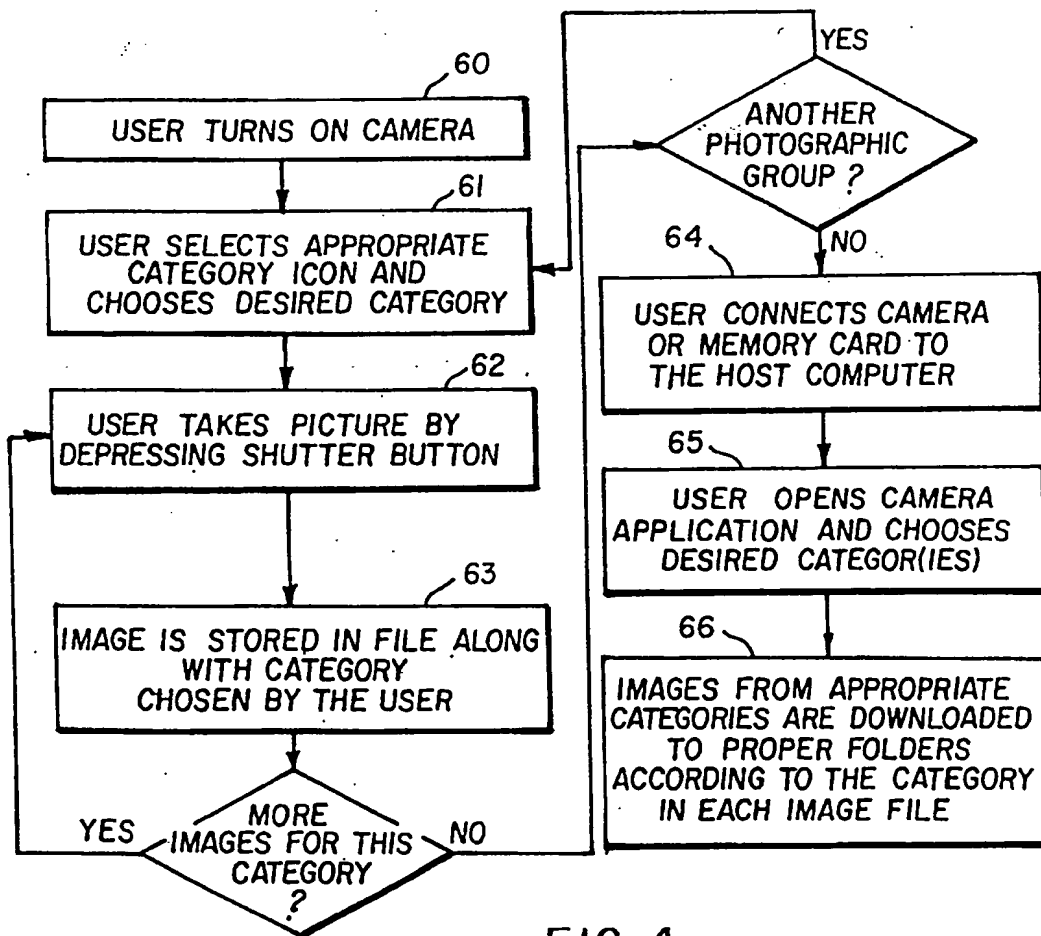 60
USER TURNS ON CAMERA
61
USER SELECTS APPROPRIATE
CATEGORY ICON AND
CHOOSES DESIRED CATEGORY
62
USER TAKES PICTURE BY
DEPRESSING SHUTTER BUTTON
63
IMAGE IS STORED IN FILE ALONG
WITH CATEGORY
CHOSEN BY THE USER
MORE
IMAGES FOR THIS
CATEGORY
?
YES
NO
ANOTHER
PHOTOGRAPHIC
GROUP ?
YES
NO
64
USER CONNECTS CAMERA
OR MEMORY CARD TO
THE HOST COMPUTER
65
USER OPENS CAMERA
APPLICATION AND CHOOSES
DESIRED CATEGOR(IES)
66
IMAGES FROM APPROPRIATE
CATEGORIES ARE DOWNLOADED
TO PROPER FOLDERS
ACCORDING TO THE CATEGORY
IN EACH IMAGE FILE